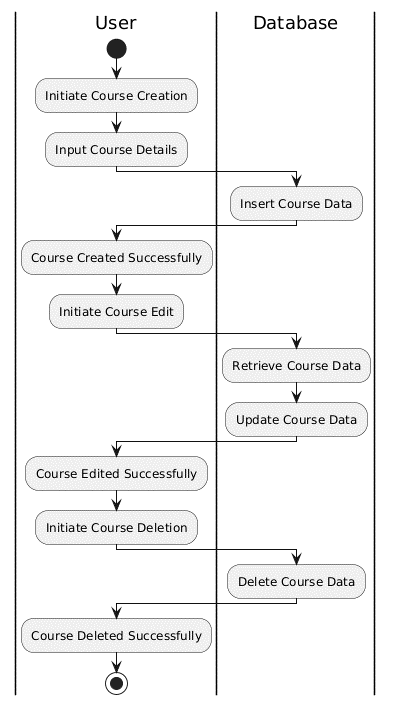 User
Database
Initiate Course Creation
Input Course Details
Insert Course Data
Course Created Successfully
Initiate Course Edit
Retrieve Course Data
Update Course Data
Course Edited Successfully
Initiate Course Deletion
Delete Course Data
Course Deleted Successfully